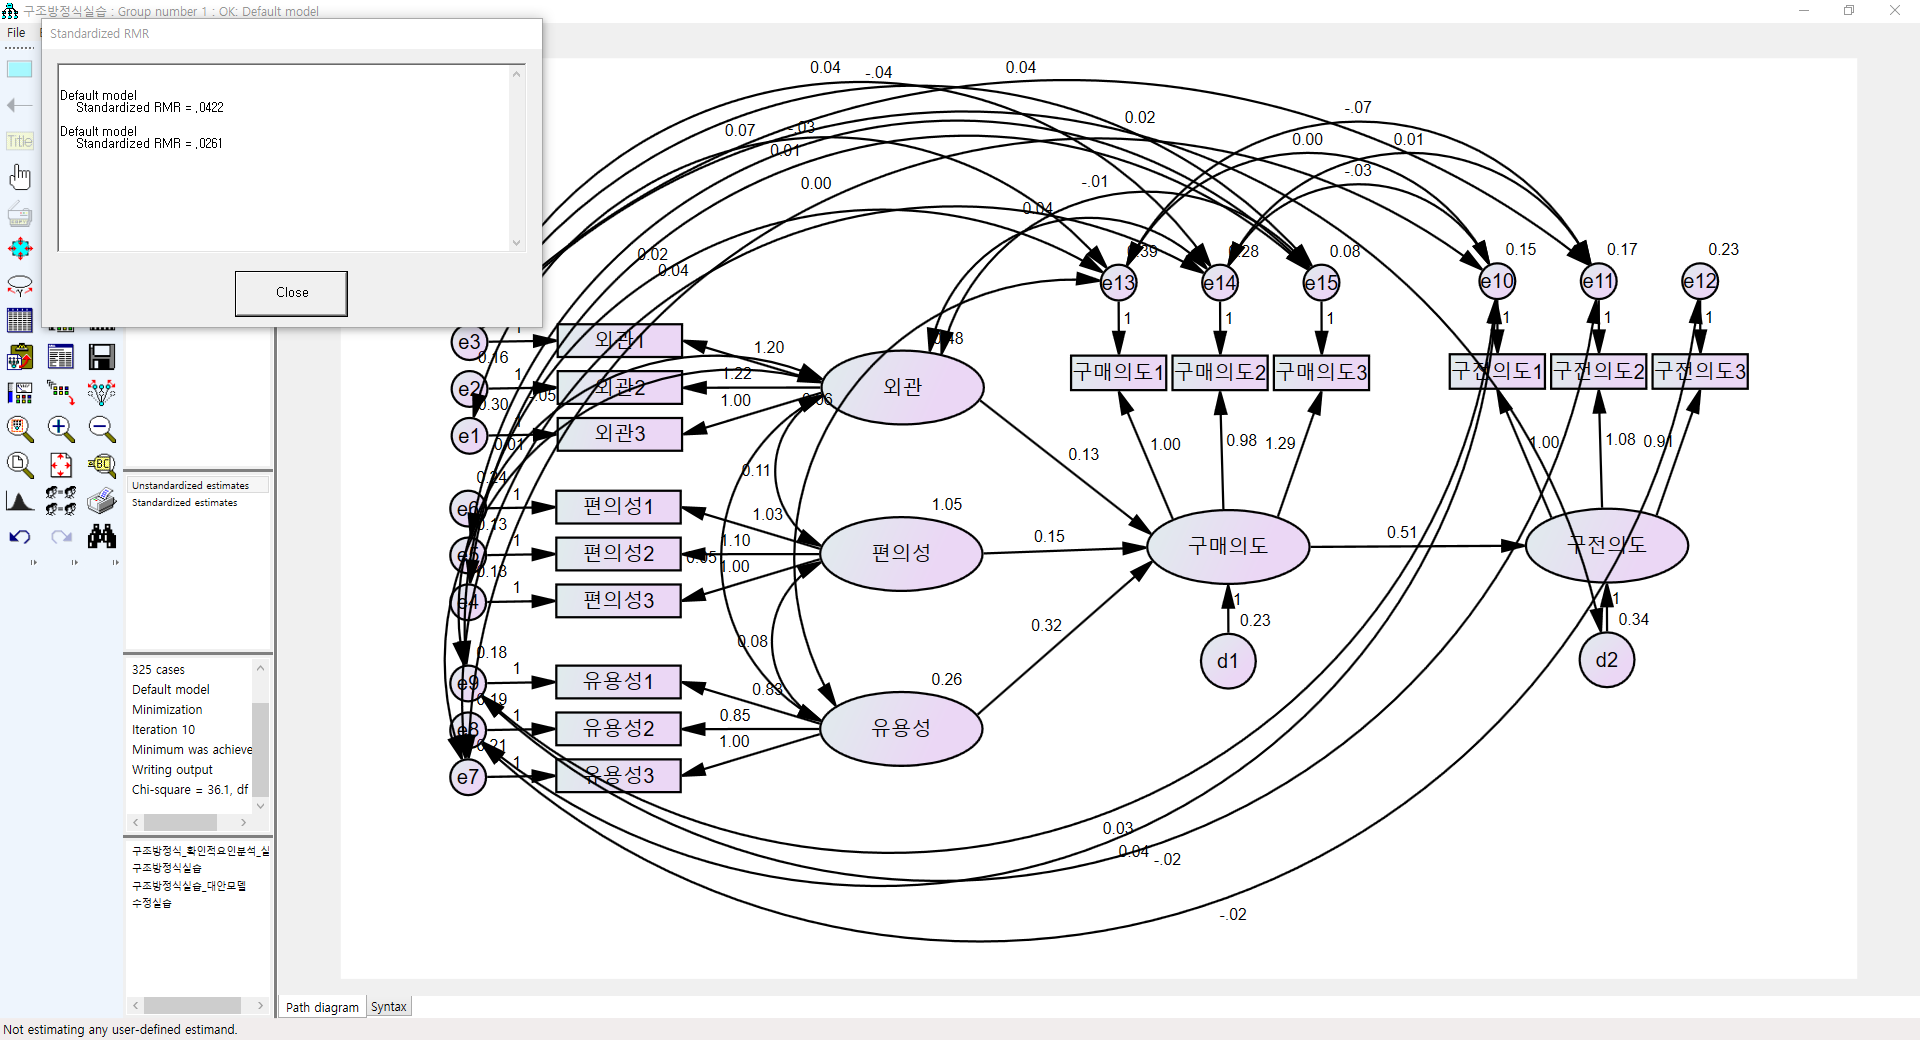 구조방정식실습 : Group number 1 : OK: Default model
File
Standardized RMR
Default model
Standardized RMR = ,0422
Default model
Standardized RMR = ,0261
Close
Title
Unstandardized estimates
Standardized estimates
325 cases
Default model
Minimization
Iteration 10
Minimum was achieve
Writing output
Chi-square = 36.1, df
구조방정식_확인적요인분석_실
구조방정식실습
구조방정식실습_대안모델
수정실습
Path diagram
Syntax
Not estimating any user-defined estimand.
0.04
-.04
0.04
-.07
0.02
0.07
-.03
0.00
0.01
0.01
-.03
0.00
-.01
0.04
0.02
0.04
.39
.28
0.08
0.15
0.17
0.23
e13
e14
e15
e10
e11
e12
1
1
1
1
1
1
구매의도1
구매의도2
구매의도3
구전의도1
구전의도2
구전의도3
1.00
0.98
1.29
1.00
1.08
0.91
e3
1
외관1
1.20
0.16
e2
1
외관2
1.22
0.30
.05
e1
외관3
1.00
0.01
외관
.48
.06
0.13
0.24
0.11
e6
1
편의성1
1.03
0.13
e5
1
편의성2
1.10
0.18
e4
1
편의성3
1.00
.05
편의성
1.05
0.15
0.18
0.08
e9
1
유용성1
0.83
0.19
e8
1
유용성2
0.85
0.21
e7
1
유용성3
1.00
유용성
0.26
0.32
구매의도
0.51
구전의도
1
0.23
d1
1
0.34
d2
0.03
0.04
-.02
-.02